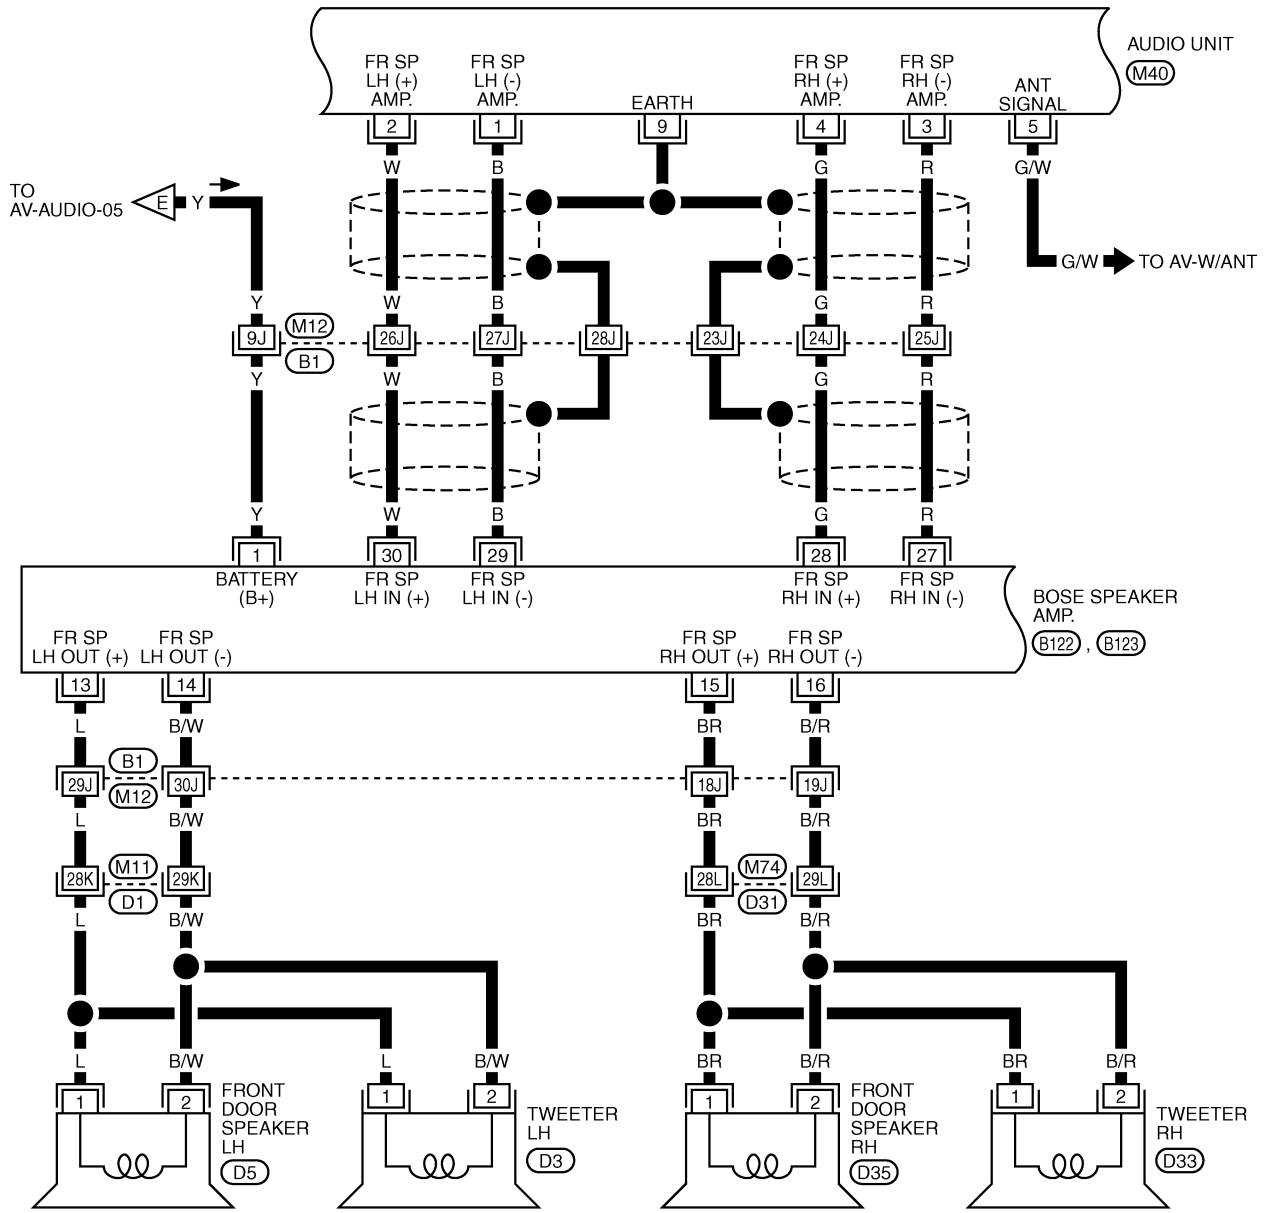 AUDIO UNIT
M40
FR SP
LH (+)
AMP.
FR SP
LH (-)
AMP.
EARTH
FR SP
RH (+)
AMP.
FR SP
RH (-)
AMP.
ANT
SIGNAL
2 1 9 4 3 5
W B G R G/W
TO
AV-AUDIO-05
E Y
G/W TO AV-W/ANT
Y W B G R
9J M12 26J 27J 28J 23J 24J 25J
B1
Y W B G R
Y W B G R
1 30 29 28 27
BATTERY
(B+)
FR SP
LH IN (+)
FR SP
LH IN (-)
FR SP
RH IN (+)
FR SP
RH IN (-)
BOSE SPEAKER
AMP.
B122 , B123
FR SP
LH OUT (+)
FR SP
LH OUT (-)
FR SP
RH OUT (+)
FR SP
RH OUT (-)
13 14 15 16
L B/W BR B/R
B1
29J 30J 18J 19J
M12
L B/W BR B/R
M11 M74
28K 29K 28L 29L
D1 D31
L B/W BR B/R
L B/W L B/W BR B/R BR B/R
1 2 1 2 1 2 1 2
FRONT
DOOR
SPEAKER
LH
D5
TWEETER
LH
D3
FRONT
DOOR
SPEAKER
RH
D35
TWEETER
RH
D33